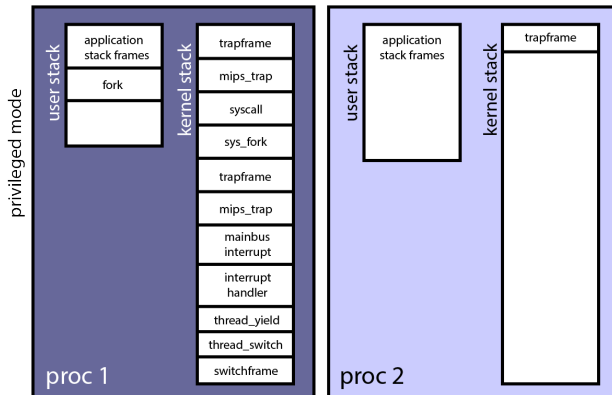 privileged mode
user stack
application
stack frames
fork
kernel stack
trapframe
mips_trap
syscall
sys_fork
trapframe
mips_trap
mainbus
interrupt
interrupt
handler
thread_yield
thread_switch
switchframe
proc 1
user stack
application
stack frames
kernel stack
trapframe
proc 2